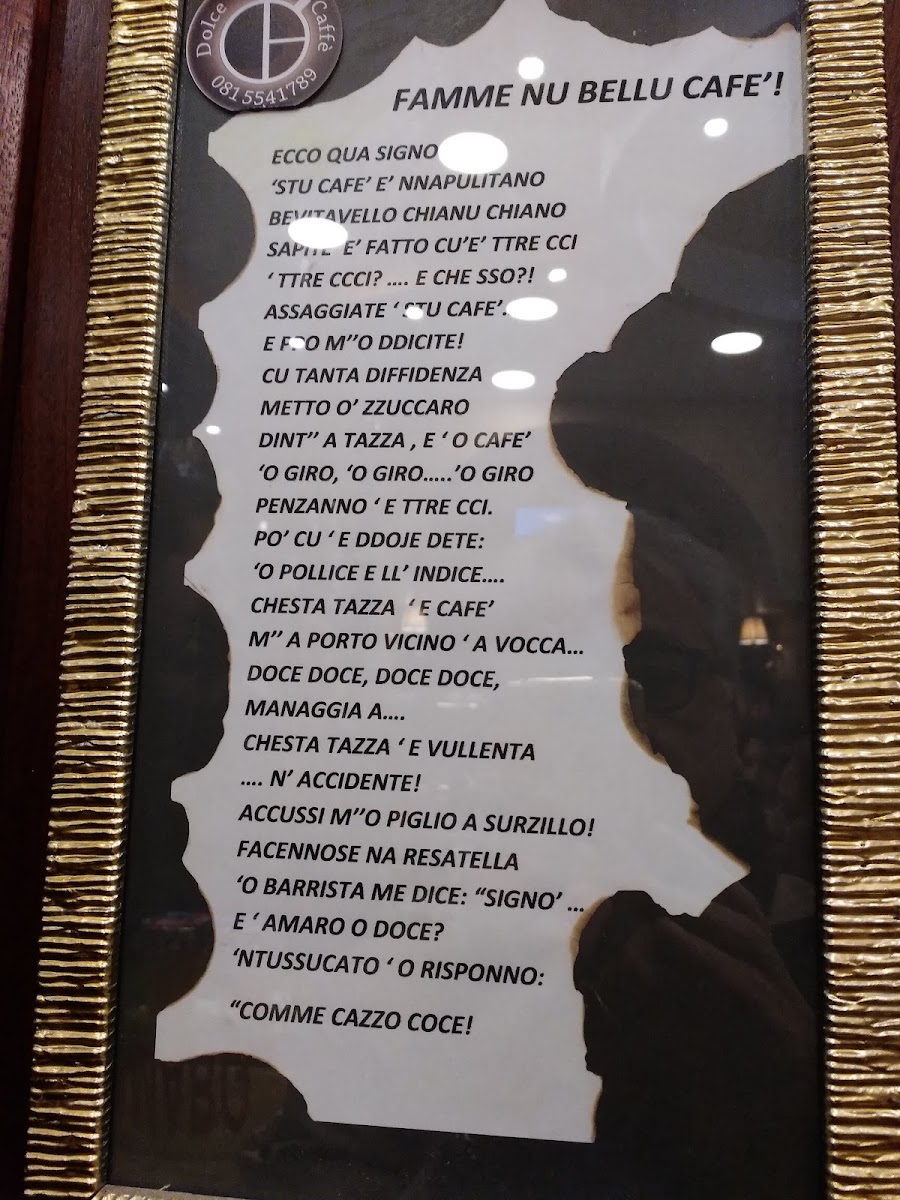 Dolce Caffè
081 5541789
FAMME NU BELLU CAFE’!
ECCO QUA SIGNO
‘STU CAFE’ E’ NNAPULITANO
BEVITAVELLO CHIANU CHIANO
SAPITE E’ FATTO CU’E’ TTRE CCI
‘ TTRE CCCI? .... E CHE SSO?!
ASSAGGIATE ‘ STU CAFE’.
E PO M’’O DDICITE!
CU TANTA DIFFIDENZA
METTO O’ ZZUCCARO
DINT’’ A TAZZA , E ‘ O CAFE’
‘O GIRO, ‘O GIRO.....’O GIRO
PENZANNO ‘ E TTRE CCI.
PO’ CU ‘ E DDOJE DETE:
‘O POLLICE E LL’ INDICE....
CHESTA TAZZA ‘ E CAFE’
M’’ A PORTO VICINO ‘ A VOCCA...
DOCE DOCE, DOCE DOCE,
MANAGGIA A....
CHESTA TAZZA ‘ E VULLENTA
.... N’ ACCIDENTE!
ACCUSSI M’’O PIGLIO A SURZILLO!
FACENNOSE NA RESATELLA
‘O BARRISTA ME DICE: “SIGNO’ ...
E ‘ AMARO O DOCE?
‘NTUSSUCATO ‘ O RISPONNO:
“COMME CAZZO COCE!